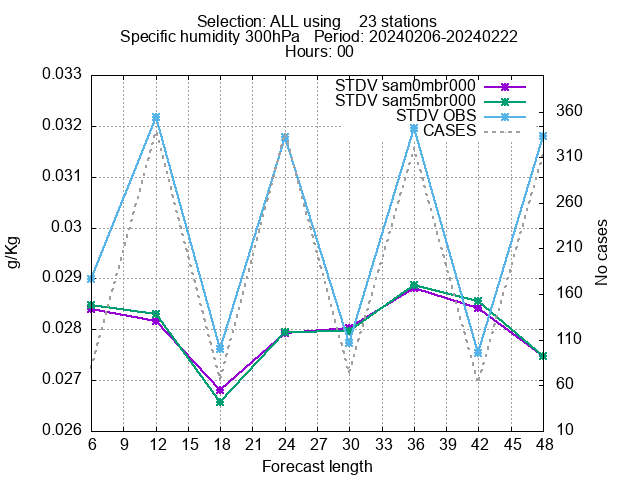 Selection: ALL using    23 stations
Specific humidity 300hPa   Period: 20240206-20240222
Hours: 00
STDV sam0mbr000
STDV sam5mbr000
STDV OBS
CASES
0.033
0.032
0.031
0.03
0.029
0.028
0.027
0.026
g/Kg
360
310
260
210
160
110
60
10
No cases
6 9 12 15 18 21 24 27 30 33 36 39 42 45 48
Forecast length